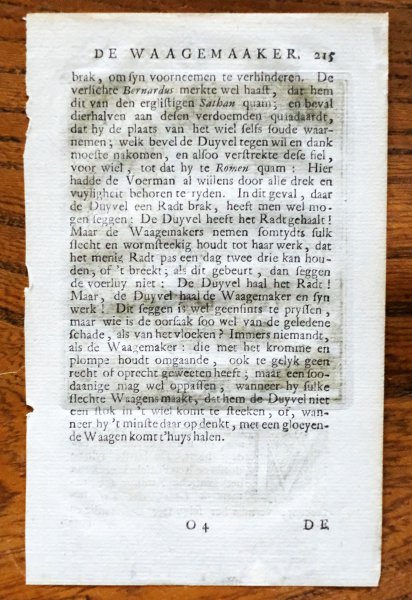 DE WAAGEMAAKER. 215
brak, om syn voorneemen te verhinderen. De
verlichte Bernardus merkte wel haast, dat hem
dit van den erglistigen Sathan quam; en beval
dierhalven aan desen verdoemden quiadaardt,
dat hy de plaats van het wiel selfs soude waar-
nemen; welk bevel de Duyvel tegen wil en dank
moeste nakomen, en alsoo verstrekte dese fiel,
voor wiel, tot dat hy te Romen quam: Hier
hadde de Voerman al willens door alle drek en
vuyligheit behoren te ryden. In dit geval, daar
de Duyvel een Radt brak, heeft men wel mo-
gen seggen: De Duyvel heeft het Radt gehaalt!
Maar de Waagemakers nemen somtydts sulk
slecht en wormsteekig houdt tot haar werk, dat
het menig Radt pas een dag twee drie kan hou-
den, of 't breekt; als dit gebeurt, dan seggen
de voerluy niet: De Duyvel haal het Radt!
Maar, de Duyvel haal de Waagemaker en syn
werk! Dit seggen is wel geensints te pryssen,
maar wie is de oorsaak soo wel van de geledene
schade, als van het vloeken? Immers niemandt,
als de Waagemaker: die met het kromme en
plompe houdt omgaande, ook te gelyk geen
recht of oprecht geweeten heeft; maar een soo-
daanige mag wel oppassen, wanneer hy sulke
slechte Waagens maakt, dat hem de Duyvel niet
een stok in 't wiel komt te steeken, of, wan-
neer hy 't minste daar op denkt, met een gloeyen-
de Waagen komt t'huys halen.
O 4 DE